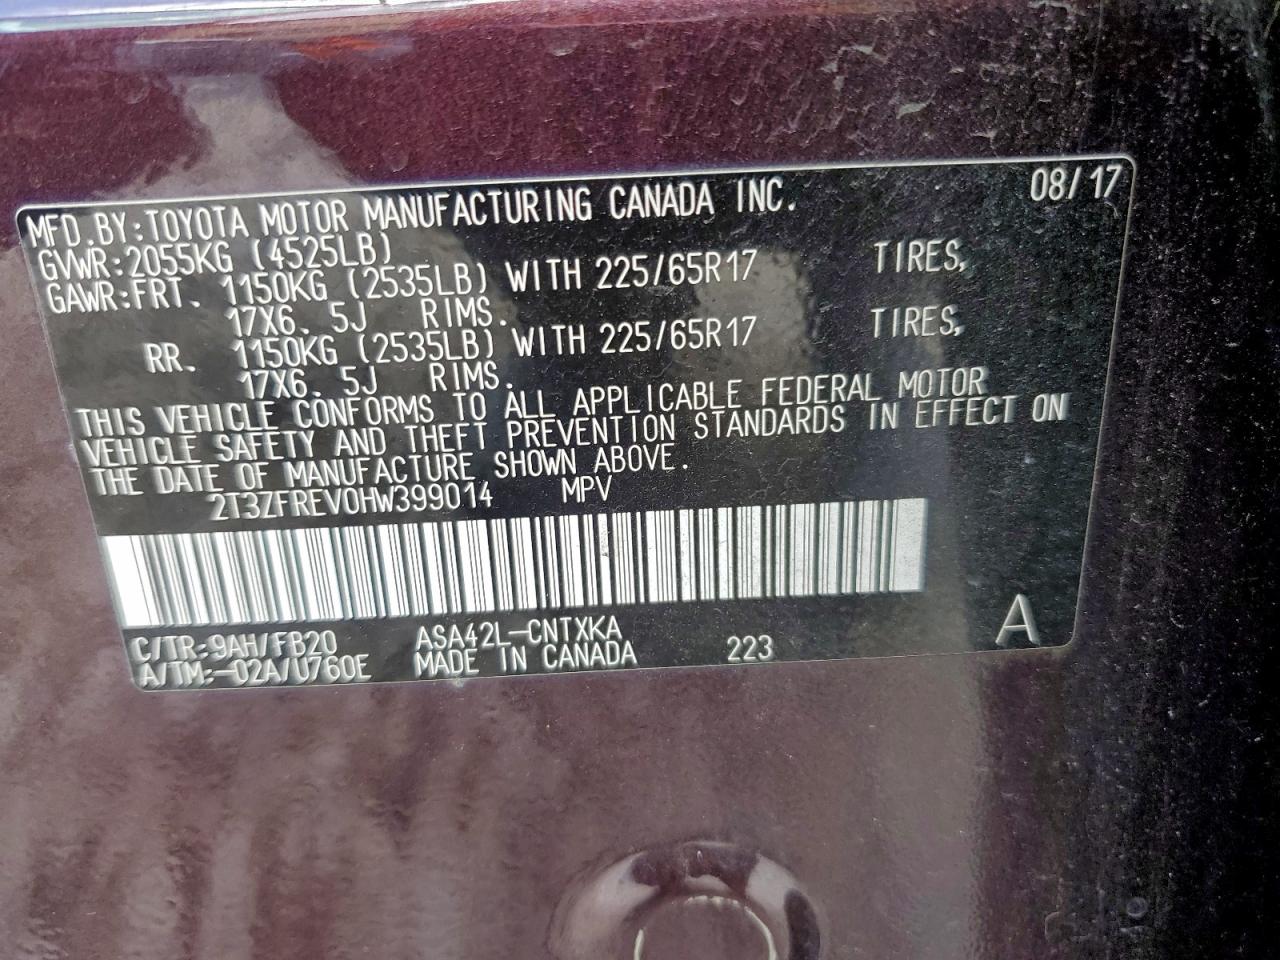 MFD.BY:TOYOTA MOTOR MANUFACTURING CANADA INC. 08/17
GVWR:2055KG (4525LB)
GAWR:FRT. 1150KG (2535LB) WITH 225/65R17 TIRES,
17X6.5J RIMS.
RR. 1150KG (2535LB) WITH 225/65R17 TIRES,
17X6.5J RIMS.
THIS VEHICLE CONFORMS TO ALL APPLICABLE FEDERAL MOTOR
VEHICLE SAFETY AND THEFT PREVENTION STANDARDS IN EFFECT ON
THE DATE OF MANUFACTURE SHOWN ABOVE.
2T3ZFREV0HW399014 MPV
C/TR:9AH/FB20 ASA42L-CNTXKA
A/TM:-02A/U760E MADE IN CANADA 223 A